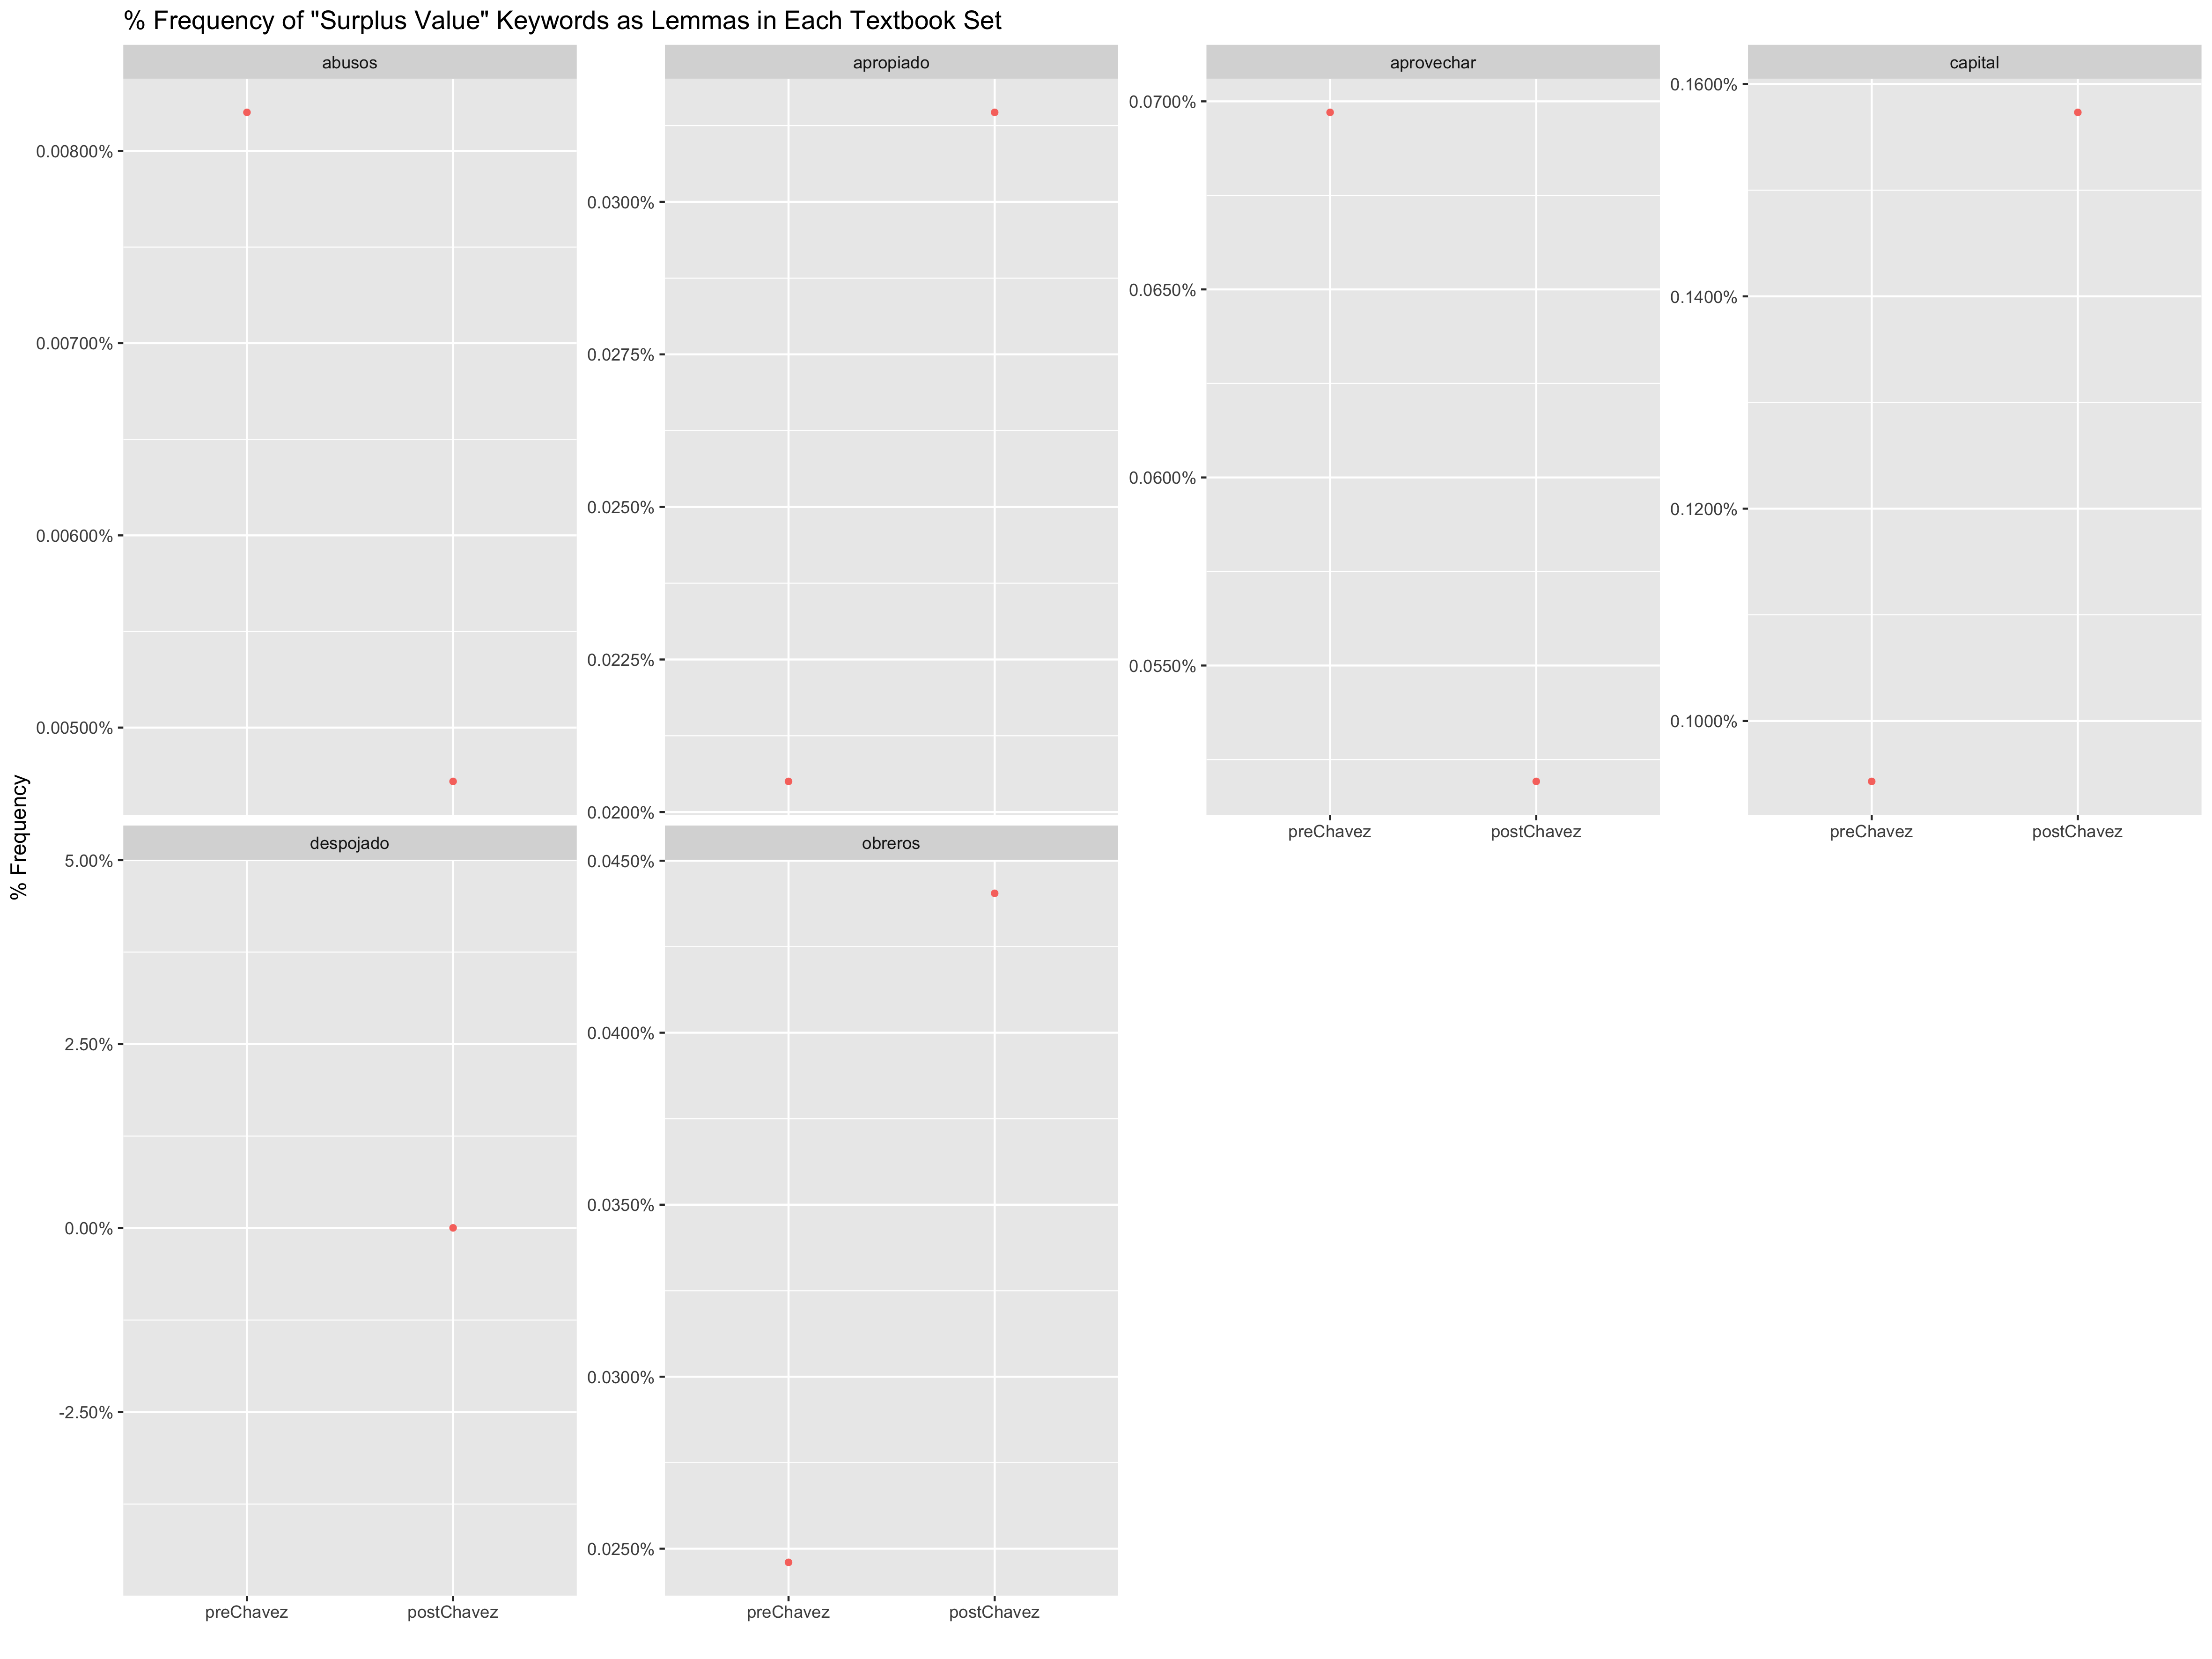 % Frequency of "Surplus Value" Keywords as Lemmas in Each Textbook Set
% Frequency
abusos
0.00800%
0.00700%
0.00600%
0.00500%
apropiado
0.0300%
0.0275%
0.0250%
0.0225%
0.0200%
aprovechar
0.0700%
0.0650%
0.0600%
0.0550%
preChavez postChavez
capital
0.1600%
0.1400%
0.1200%
0.1000%
preChavez postChavez
despojado
5.00%
2.50%
0.00%
-2.50%
preChavez postChavez
obreros
0.0450%
0.0400%
0.0350%
0.0300%
0.0250%
preChavez postChavez